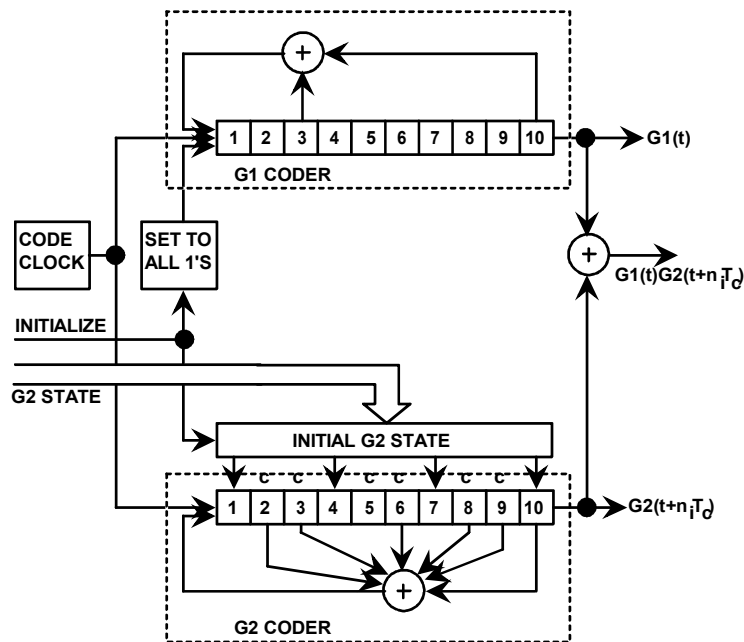 +
1 2 3 4 5 6 7 8 9 10
G1(t)
G1 CODER
CODE
CLOCK
SET TO
ALL 1'S
+
G1(t)G2(t+niTc)
INITIALIZE
G2 STATE
INITIAL G2 STATE
c c c c c c
1 2 3 4 5 6 7 8 9 10
G2(t+niTc)
+
G2 CODER